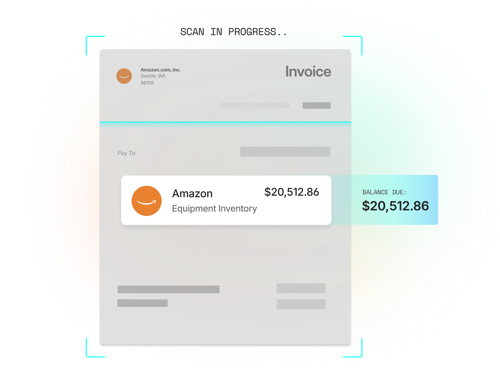 SCAN IN PROGRESS..
Amazon.com, Inc.
Seattle, WA
98109
Invoice
Pay To:
Amazon
$20,512.86
Equipment Inventory
BALANCE DUE:
$20,512.86